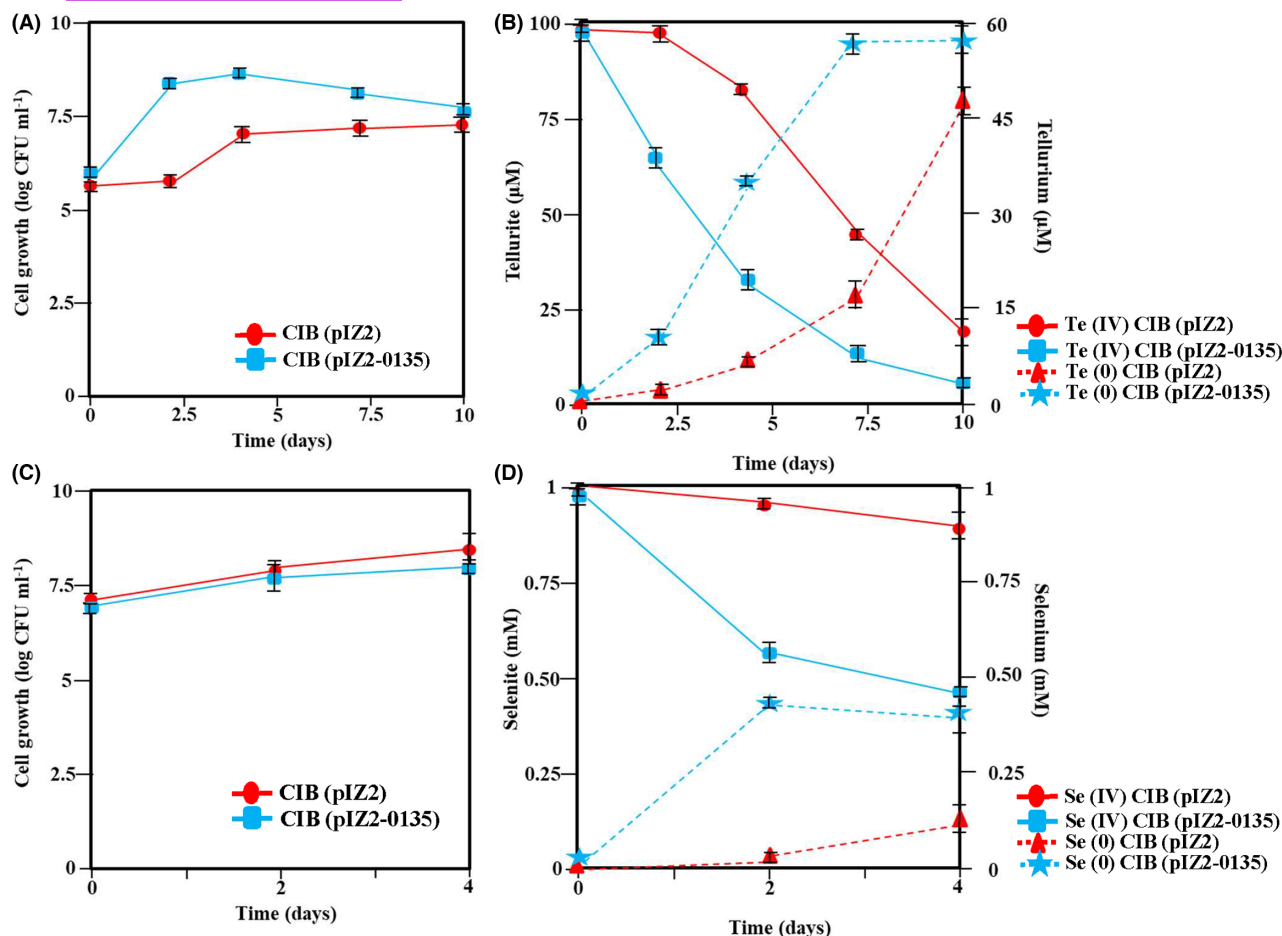 (A)
10
7.5
5
2.5
0
Cell growth (log CFU ml-1)
CIB (pIZ2)
CIB (pIZ2-0135)
0 2.5 5 7.5 10
Time (days)
(B)
100
75
50
25
0
Tellurite (µM)
60
45
30
15
0
Tellurium (µM)
0 2.5 5 7.5 10
Time (days)
Te (IV) CIB (pIZ2)
Te (IV) CIB (pIZ2-0135)
Te (0) CIB (pIZ2)
Te (0) CIB (pIZ2-0135)
(C)
10
7.5
5
2.5
0
Cell growth (log CFU ml-1)
CIB (pIZ2)
CIB (pIZ2-0135)
0 2 4
Time (days)
(D)
1
0.75
0.50
0.25
0
Selenite (mM)
1
0.75
0.50
0.25
0
Selenium (mM)
0 2 4
Time (days)
Se (IV) CIB (pIZ2)
Se (IV) CIB (pIZ2-0135)
Se (0) CIB (pIZ2)
Se (0) CIB (pIZ2-0135)